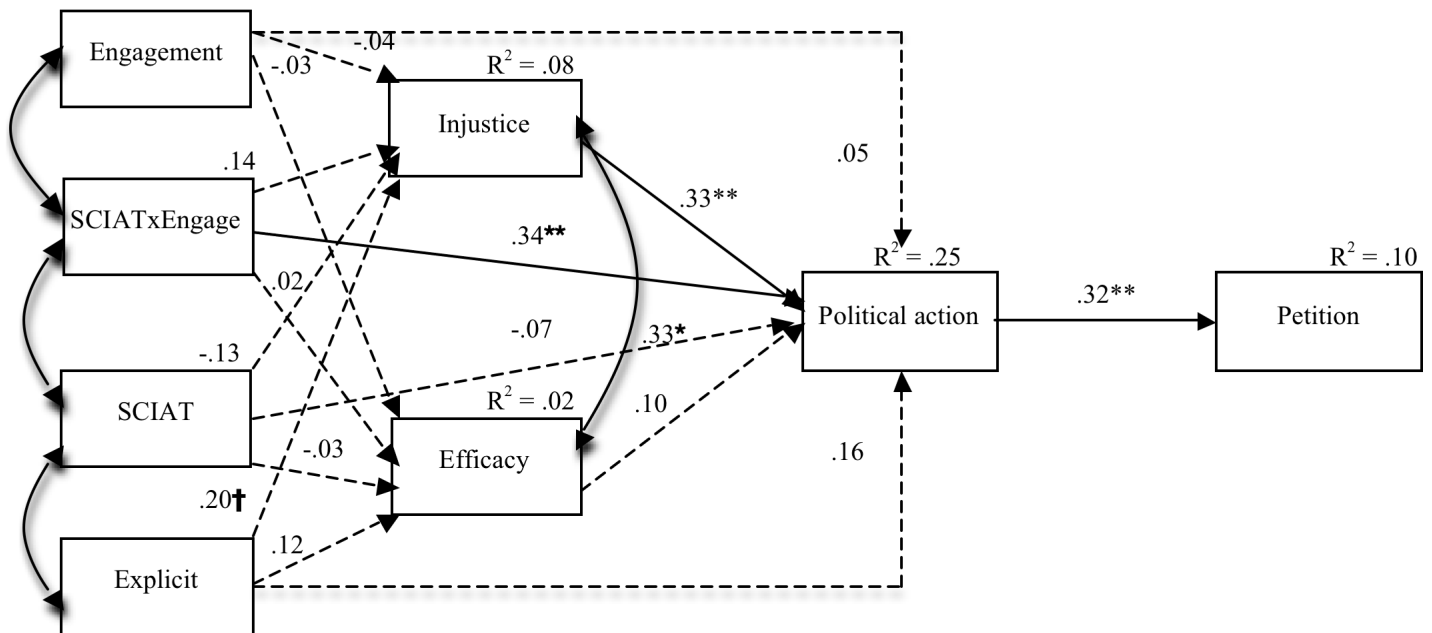 Engagement
-.04
-.03
R² = .08
Injustice
.14
.05
SCIATxEngage
.33**
.34**
R² = .25
R² = .10
.02
.32**
Political action
Petition
-.07
.33*
-.13
SCIAT
R² = .02
.10
-.03
Efficacy
.16
.20†
.12
Explicit